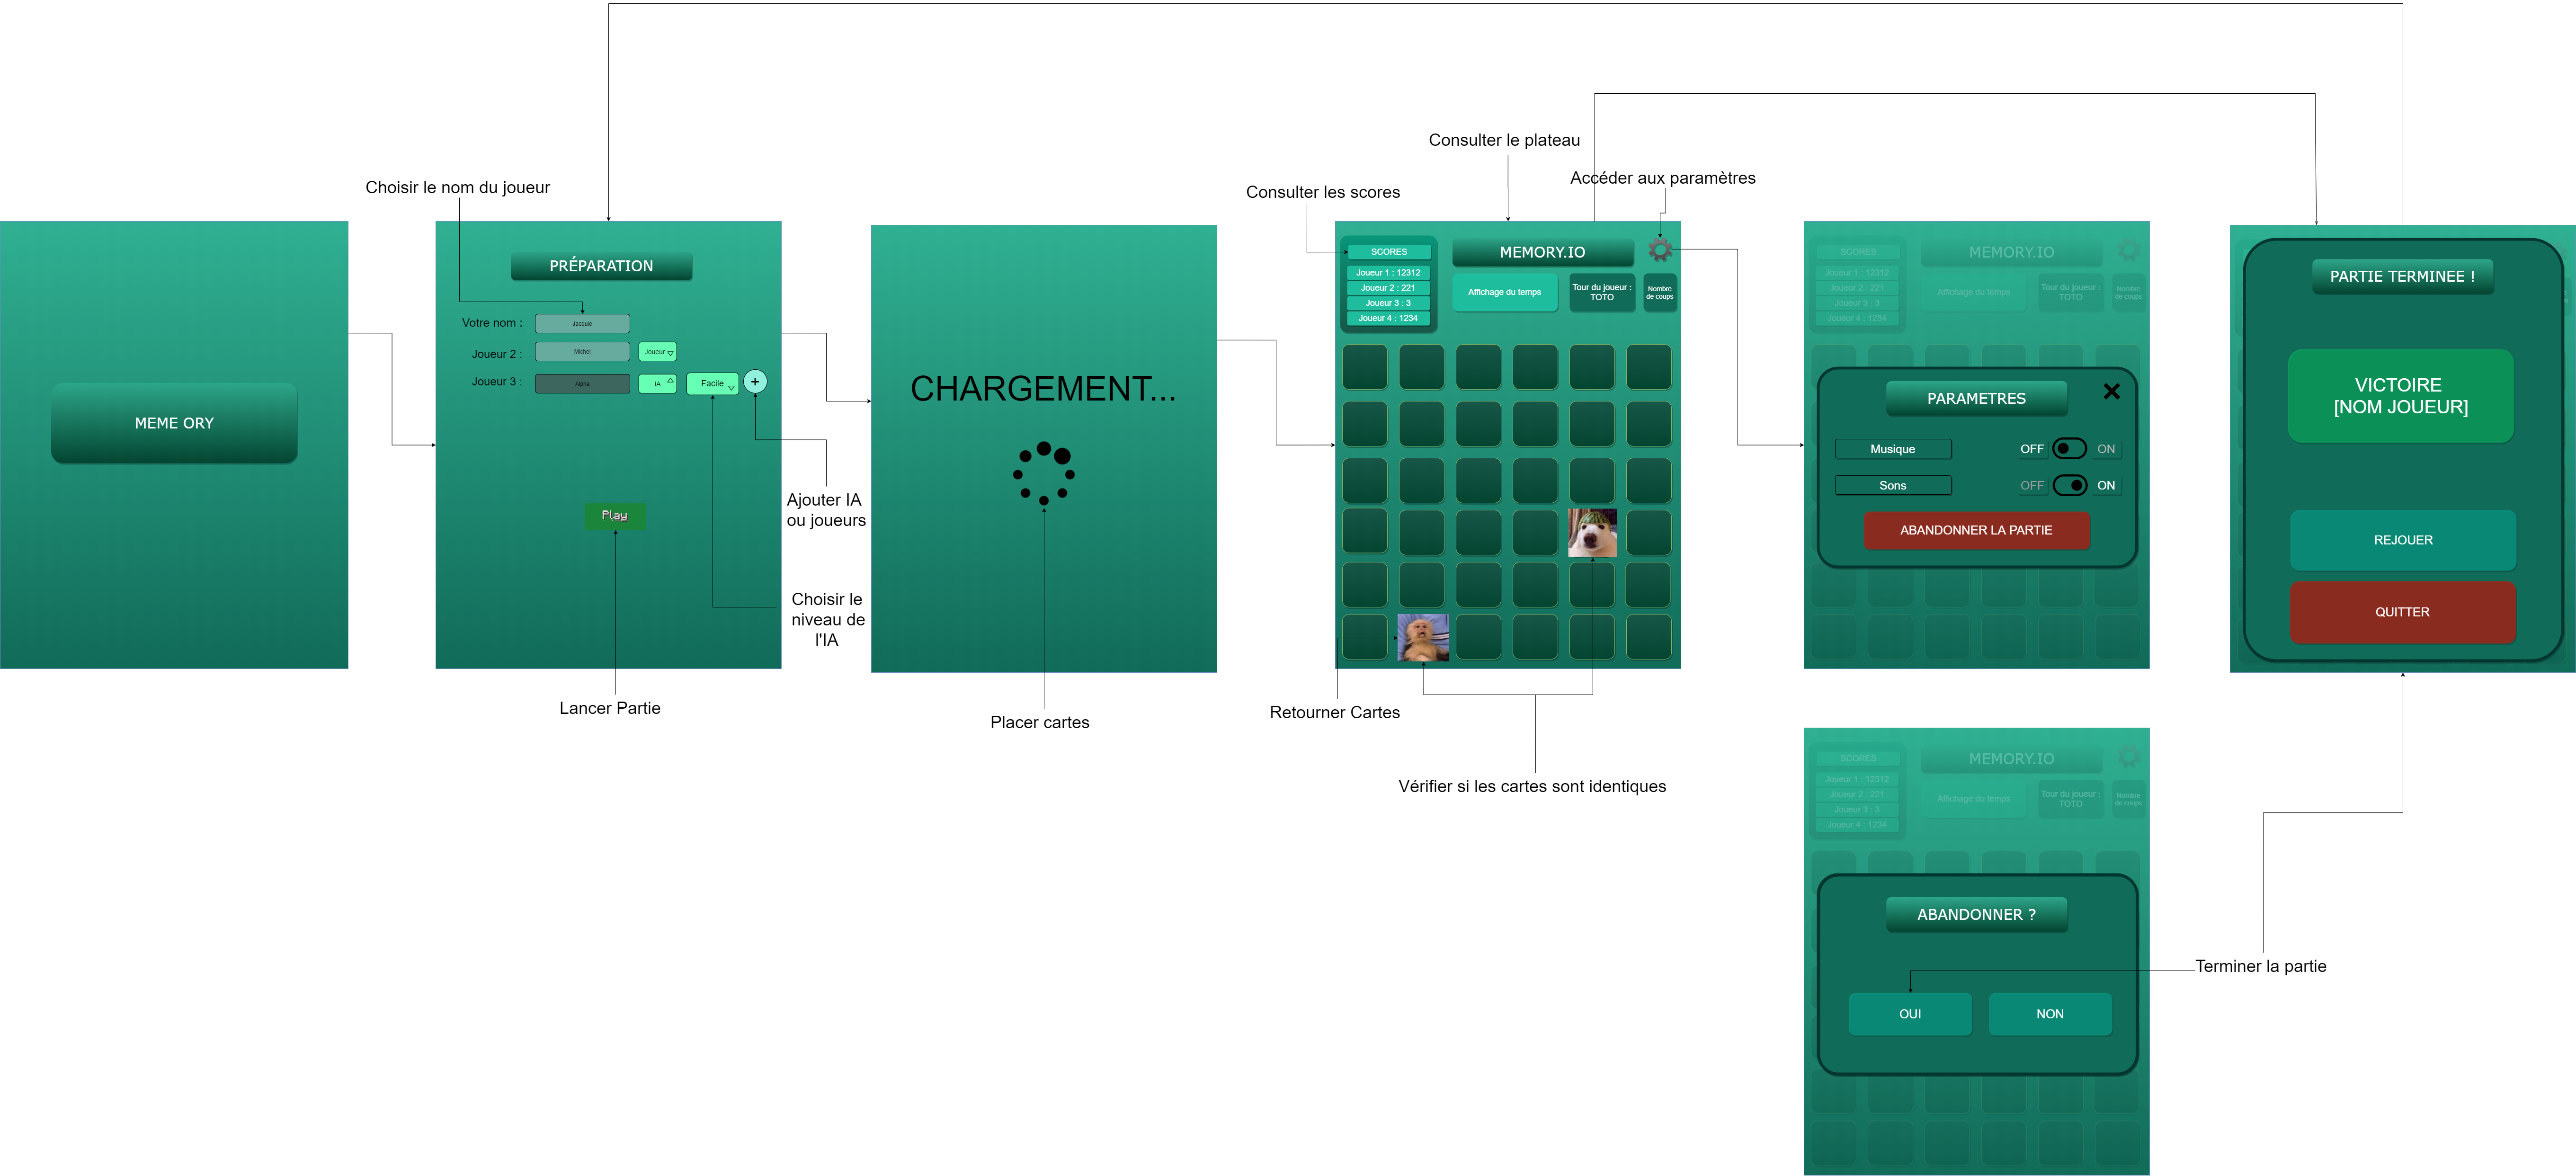 Consulter le plateau
Accéder aux paramètres
Choisir le nom du joueur
Consulter les scores
MEME ORY
PRÉPARATION
Votre nom :
Jacquie
Joueur 2 :
Michel
Joueur
Joueur 3 :
Alpha
IA
Facile
+
Play
Ajouter IA
ou joueurs
Choisir le
niveau de
l'IA
Lancer Partie
CHARGEMENT...
Placer cartes
SCORES
Joueur 1 : 12312
Joueur 2 : 221
Joueur 3 : 3
Joueur 4 : 1234
MEMORY.IO
Affichage du temps
Tour du joueur :
TOTO
Nombre
de coups
Retourner Cartes
Vérifier si les cartes sont identiques
SCORES
Joueur 1 : 12312
Joueur 2 : 221
Joueur 3 : 3
Joueur 4 : 1234
MEMORY.IO
Affichage du temps
Tour du joueur :
TOTO
Nombre
de coups
PARAMETRES
Musique
OFF
ON
Sons
OFF
ON
ABANDONNER LA PARTIE
SCORES
Joueur 1 : 12312
Joueur 2 : 221
Joueur 3 : 3
Joueur 4 : 1234
MEMORY.IO
Affichage du temps
Tour du joueur :
TOTO
Nombre
de coups
ABANDONNER ?
OUI
NON
Terminer la partie
PARTIE TERMINEE !
VICTOIRE
[NOM JOUEUR]
REJOUER
QUITTER